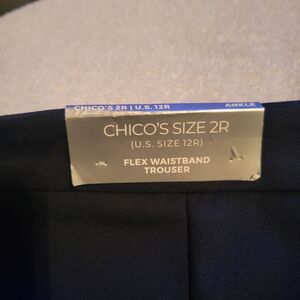 CHICO'S 2R | U.S. 12R ANKLE
CHICO'S SIZE 2R
(U.S. SIZE 12R)
FLEX WAISTBAND
TROUSER